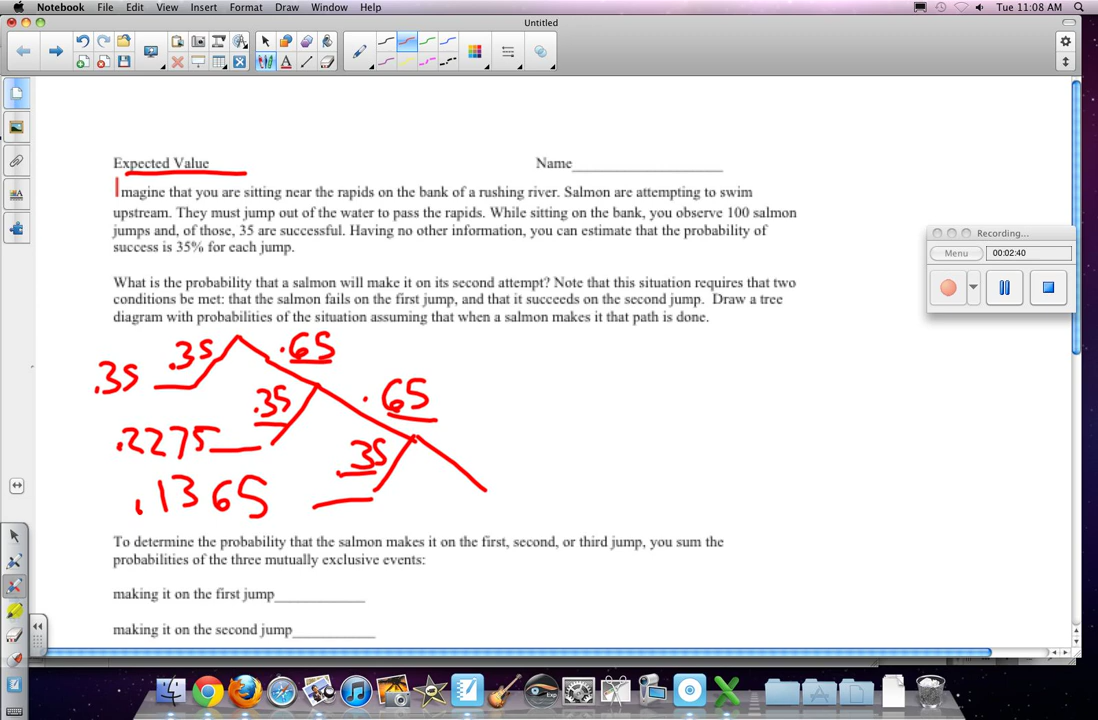 Notebook File Edit View Insert Format Draw Window Help Tue 11:08 AM
Untitled
Recording...
Menu 00:02:40
Expected Value Name
Imagine that you are sitting near the rapids on the bank of a rushing river. Salmon are attempting to swim
upstream. They must jump out of the water to pass the rapids. While sitting on the bank, you observe 100 salmon
jumps and, of those, 35 are successful. Having no other information, you can estimate that the probability of
success is 35% for each jump.
What is the probability that a salmon will make it on its second attempt? Note that this situation requires that two
conditions be met: that the salmon fails on the first jump, and that it succeeds on the second jump. Draw a tree
diagram with probabilities of the situation assuming that when a salmon makes it that path is done.
.35 .65
.35
.35 .65
.2275
.35
.1365
To determine the probability that the salmon makes it on the first, second, or third jump, you sum the
probabilities of the three mutually exclusive events:
making it on the first jump
making it on the second jump